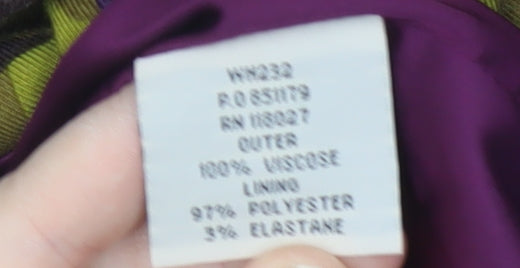 WH232
P.O 851179
RN 118027
OUTER
100% VISCOSE
LINING
97% POLYESTER
3% ELASTANE